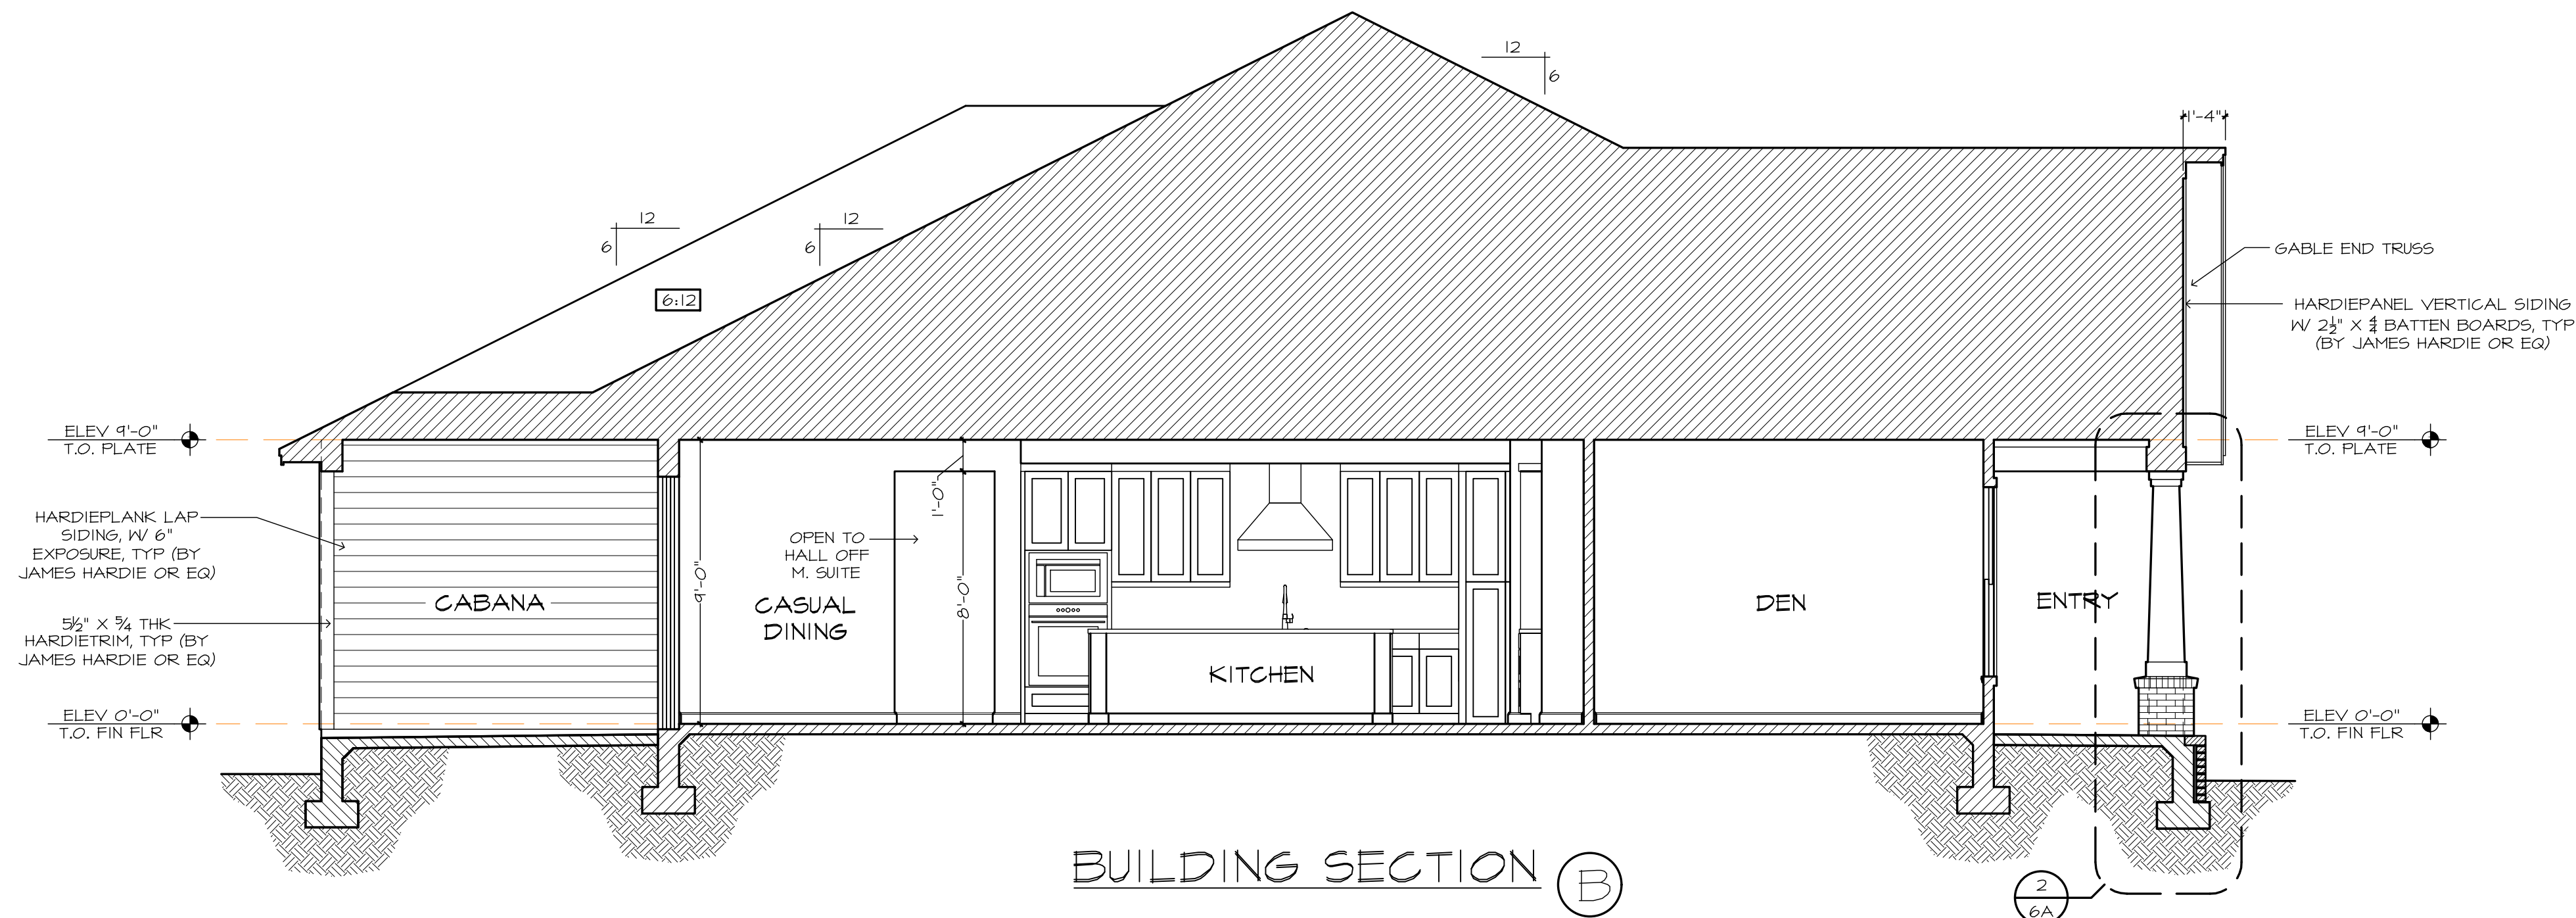 12
6
1'-4"
12
6
12
6
6:12
GABLE END TRUSS
HARDIEPANEL VERTICAL SIDING
W/ 2½" X 4/4 BATTEN BOARDS, TYP
(BY JAMES HARDIE OR EQ)
ELEV 9'-0"
T.O. PLATE
ELEV 9'-0"
T.O. PLATE
HARDIEPLANK LAP
SIDING, W/ 6"
EXPOSURE, TYP (BY
JAMES HARDIE OR EQ)
5½" X 5/4 THK
HARDIETRIM, TYP (BY
JAMES HARDIE OR EQ)
CABANA
9'-0"
CASUAL
DINING
OPEN TO
HALL OFF
M. SUITE
1'-0"
8'-0"
KITCHEN
DEN
ENTRY
ELEV 0'-0"
T.O. FIN FLR
ELEV 0'-0"
T.O. FIN FLR
BUILDING SECTION B
2
6A